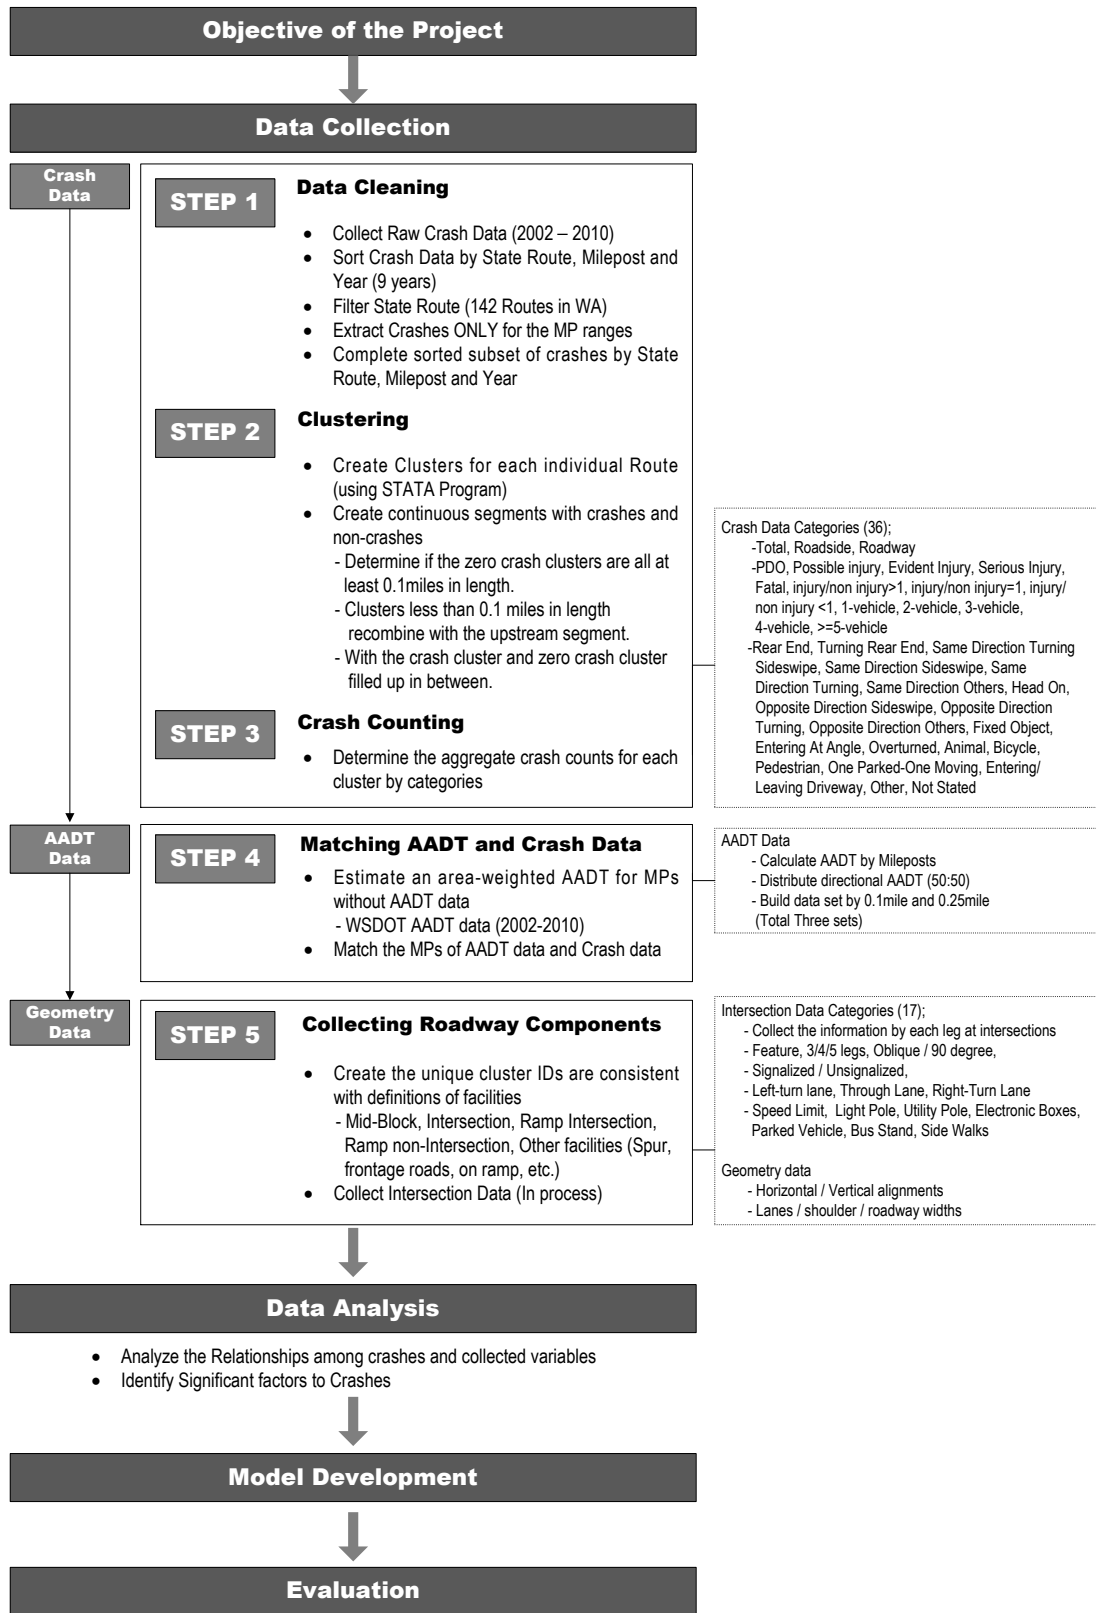 Objective of the Project
Data Collection
Crash
Data
STEP 1
Data Cleaning
• Collect Raw Crash Data (2002 – 2010)
• Sort Crash Data by State Route, Milepost and
Year (9 years)
• Filter State Route (142 Routes in WA)
• Extract Crashes ONLY for the MP ranges
• Complete sorted subset of crashes by State
Route, Milepost and Year
STEP 2
Clustering
• Create Clusters for each individual Route
(using STATA Program)
• Create continuous segments with crashes and
non-crashes
- Determine if the zero crash clusters are all at
least 0.1miles in length.
- Clusters less than 0.1 miles in length
recombine with the upstream segment.
- With the crash cluster and zero crash cluster
filled up in between.
STEP 3
Crash Counting
• Determine the aggregate crash counts for each
cluster by categories
Crash Data Categories (36);
-Total, Roadside, Roadway
-PDO, Possible injury, Evident Injury, Serious Injury,
Fatal, injury/non injury>1, injury/non injury=1, injury/
non injury <1, 1-vehicle, 2-vehicle, 3-vehicle,
4-vehicle, >=5-vehicle
-Rear End, Turning Rear End, Same Direction Turning
Sideswipe, Same Direction Sideswipe, Same
Direction Turning, Same Direction Others, Head On,
Opposite Direction Sideswipe, Opposite Direction
Turning, Opposite Direction Others, Fixed Object,
Entering At Angle, Overturned, Animal, Bicycle,
Pedestrian, One Parked-One Moving, Entering/
Leaving Driveway, Other, Not Stated
AADT
Data
STEP 4
Matching AADT and Crash Data
• Estimate an area-weighted AADT for MPs
without AADT data
- WSDOT AADT data (2002-2010)
• Match the MPs of AADT data and Crash data
AADT Data
- Calculate AADT by Mileposts
- Distribute directional AADT (50:50)
- Build data set by 0.1mile and 0.25mile
(Total Three sets)
Geometry
Data
STEP 5
Collecting Roadway Components
• Create the unique cluster IDs are consistent
with definitions of facilities
- Mid-Block, Intersection, Ramp Intersection,
Ramp non-Intersection, Other facilities (Spur,
frontage roads, on ramp, etc.)
• Collect Intersection Data (In process)
Intersection Data Categories (17);
- Collect the information by each leg at intersections
- Feature, 3/4/5 legs, Oblique / 90 degree,
- Signalized / Unsignalized,
- Left-turn lane, Through Lane, Right-Turn Lane
- Speed Limit, Light Pole, Utility Pole, Electronic Boxes,
Parked Vehicle, Bus Stand, Side Walks
Geometry data
- Horizontal / Vertical alignments
- Lanes / shoulder / roadway widths
Data Analysis
• Analyze the Relationships among crashes and collected variables
• Identify Significant factors to Crashes
Model Development
Evaluation